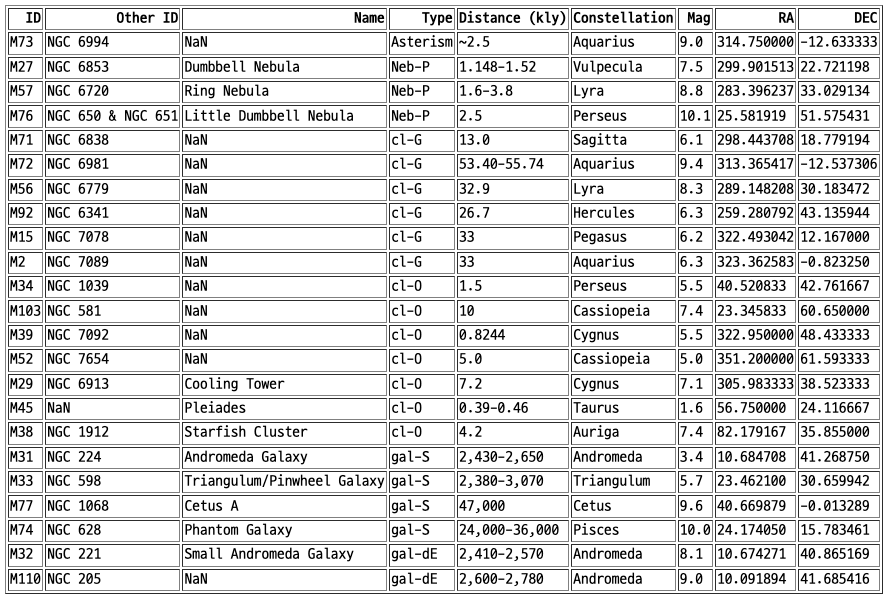 ID Other ID Name Type Distance (kly) Constellation Mag RA DEC
M73 NGC 6994 NaN Asterism ~2.5 Aquarius 9.0 314.750000 -12.633333
M27 NGC 6853 Dumbbell Nebula Neb-P 1.148-1.52 Vulpecula 7.5 299.901513 22.721198
M57 NGC 6720 Ring Nebula Neb-P 1.6-3.8 Lyra 8.8 283.396237 33.029134
M76 NGC 650 & NGC 651 Little Dumbbell Nebula Neb-P 2.5 Perseus 10.1 25.581919 51.575431
M71 NGC 6838 NaN cl-G 13.0 Sagitta 6.1 298.443708 18.779194
M72 NGC 6981 NaN cl-G 53.40-55.74 Aquarius 9.4 313.365417 -12.537306
M56 NGC 6779 NaN cl-G 32.9 Lyra 8.3 289.148208 30.183472
M92 NGC 6341 NaN cl-G 26.7 Hercules 6.3 259.280792 43.135944
M15 NGC 7078 NaN cl-G 33 Pegasus 6.2 322.493042 12.167000
M2 NGC 7089 NaN cl-G 33 Aquarius 6.3 323.362583 -0.823250
M34 NGC 1039 NaN cl-O 1.5 Perseus 5.5 40.520833 42.761667
M103 NGC 581 NaN cl-O 10 Cassiopeia 7.4 23.345833 60.650000
M39 NGC 7092 NaN cl-O 0.8244 Cygnus 5.5 322.950000 48.433333
M52 NGC 7654 NaN cl-O 5.0 Cassiopeia 5.0 351.200000 61.593333
M29 NGC 6913 Cooling Tower cl-O 7.2 Cygnus 7.1 305.983333 38.523333
M45 NaN Pleiades cl-O 0.39-0.46 Taurus 1.6 56.750000 24.116667
M38 NGC 1912 Starfish Cluster cl-O 4.2 Auriga 7.4 82.179167 35.855000
M31 NGC 224 Andromeda Galaxy gal-S 2,430-2,650 Andromeda 3.4 10.684708 41.268750
M33 NGC 598 Triangulum/Pinwheel Galaxy gal-S 2,380-3,070 Triangulum 5.7 23.462100 30.659942
M77 NGC 1068 Cetus A gal-S 47,000 Cetus 9.6 40.669879 -0.013289
M74 NGC 628 Phantom Galaxy gal-S 24,000-36,000 Pisces 10.0 24.174050 15.783461
M32 NGC 221 Small Andromeda Galaxy gal-dE 2,410-2,570 Andromeda 8.1 10.674271 40.865169
M110 NGC 205 NaN gal-dE 2,600-2,780 Andromeda 9.0 10.091894 41.685416